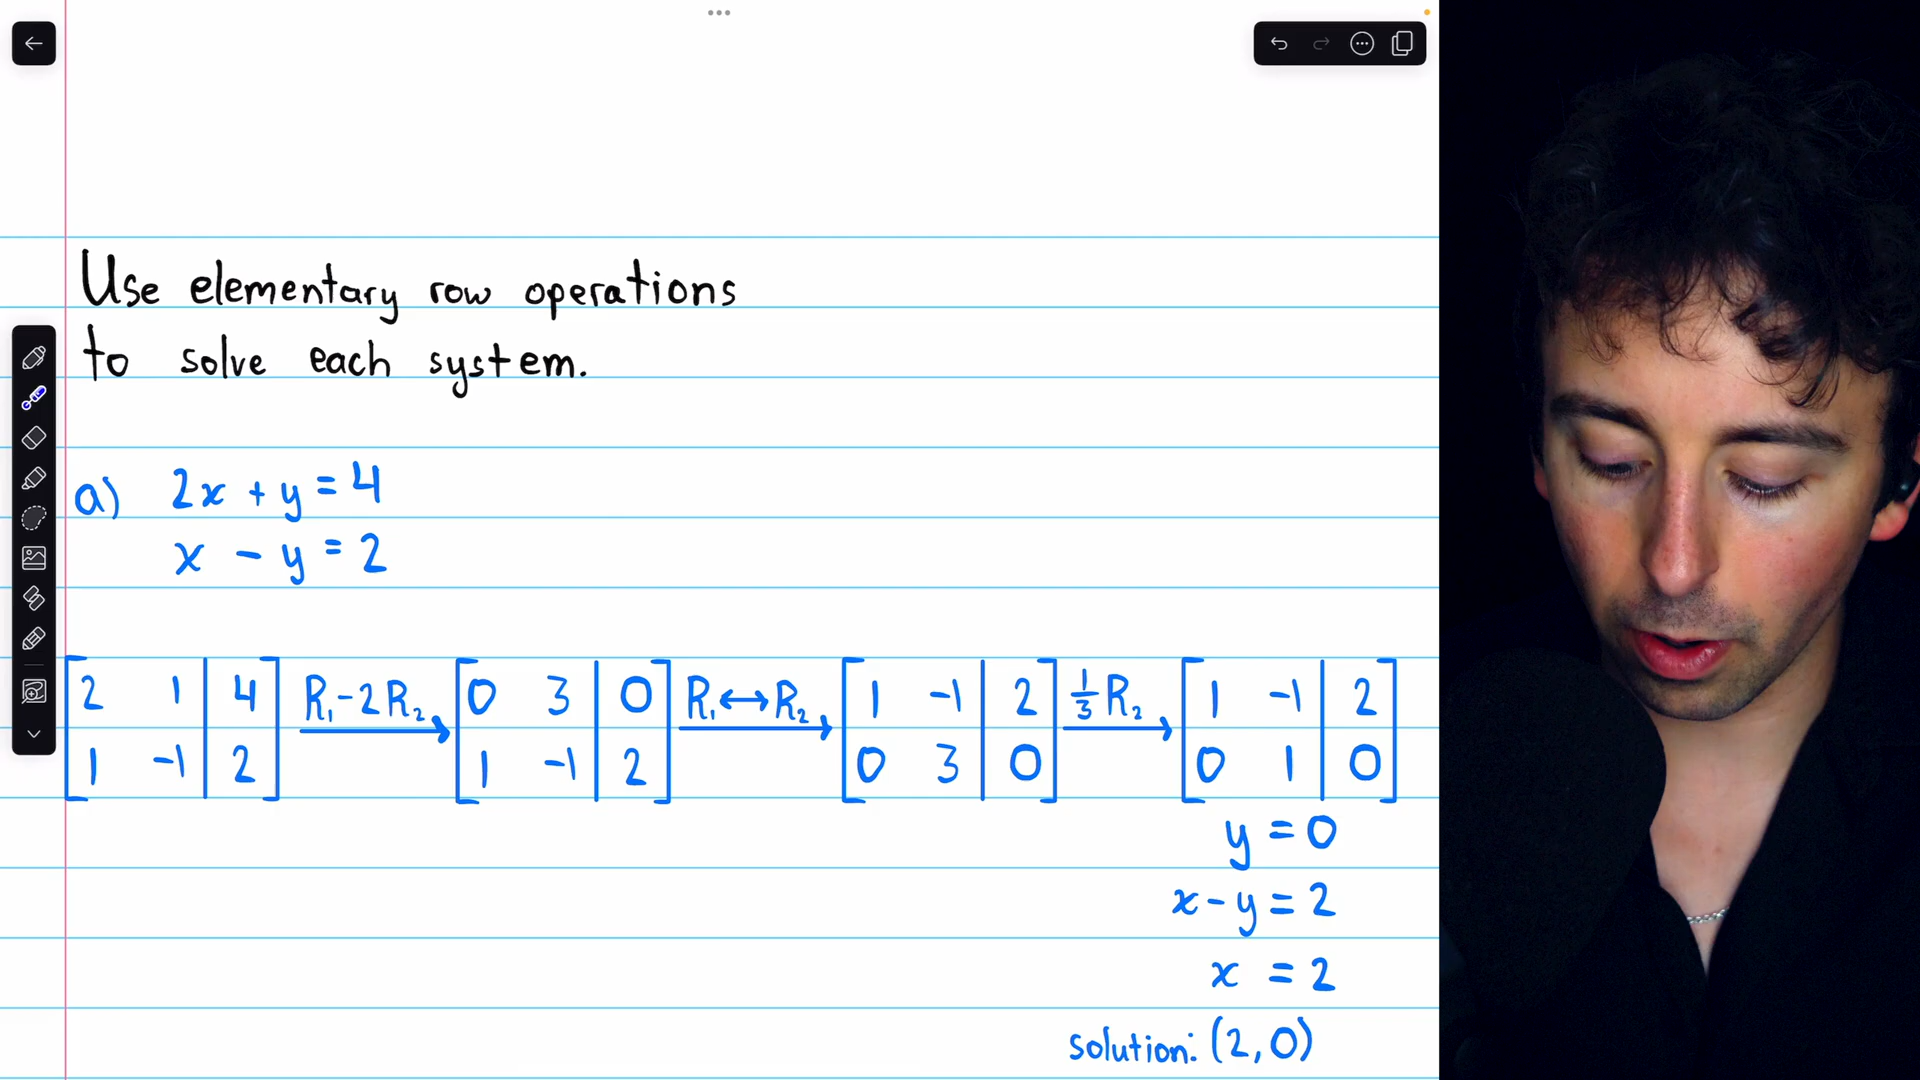 Use elementary row operations
to solve each system.
a) 2x + y = 4
x - y = 2
[2 1 | 4] R₁-2R₂ → [0 3 | 0] R₁↔R₂ → [1 -1 | 2] 1/3 R₂ → [1 -1 | 2]
[1 -1 | 2] [1 -1 | 2] [0 3 | 0] [0 1 | 0]
y = 0
x - y = 2
x = 2
solution: (2, 0)